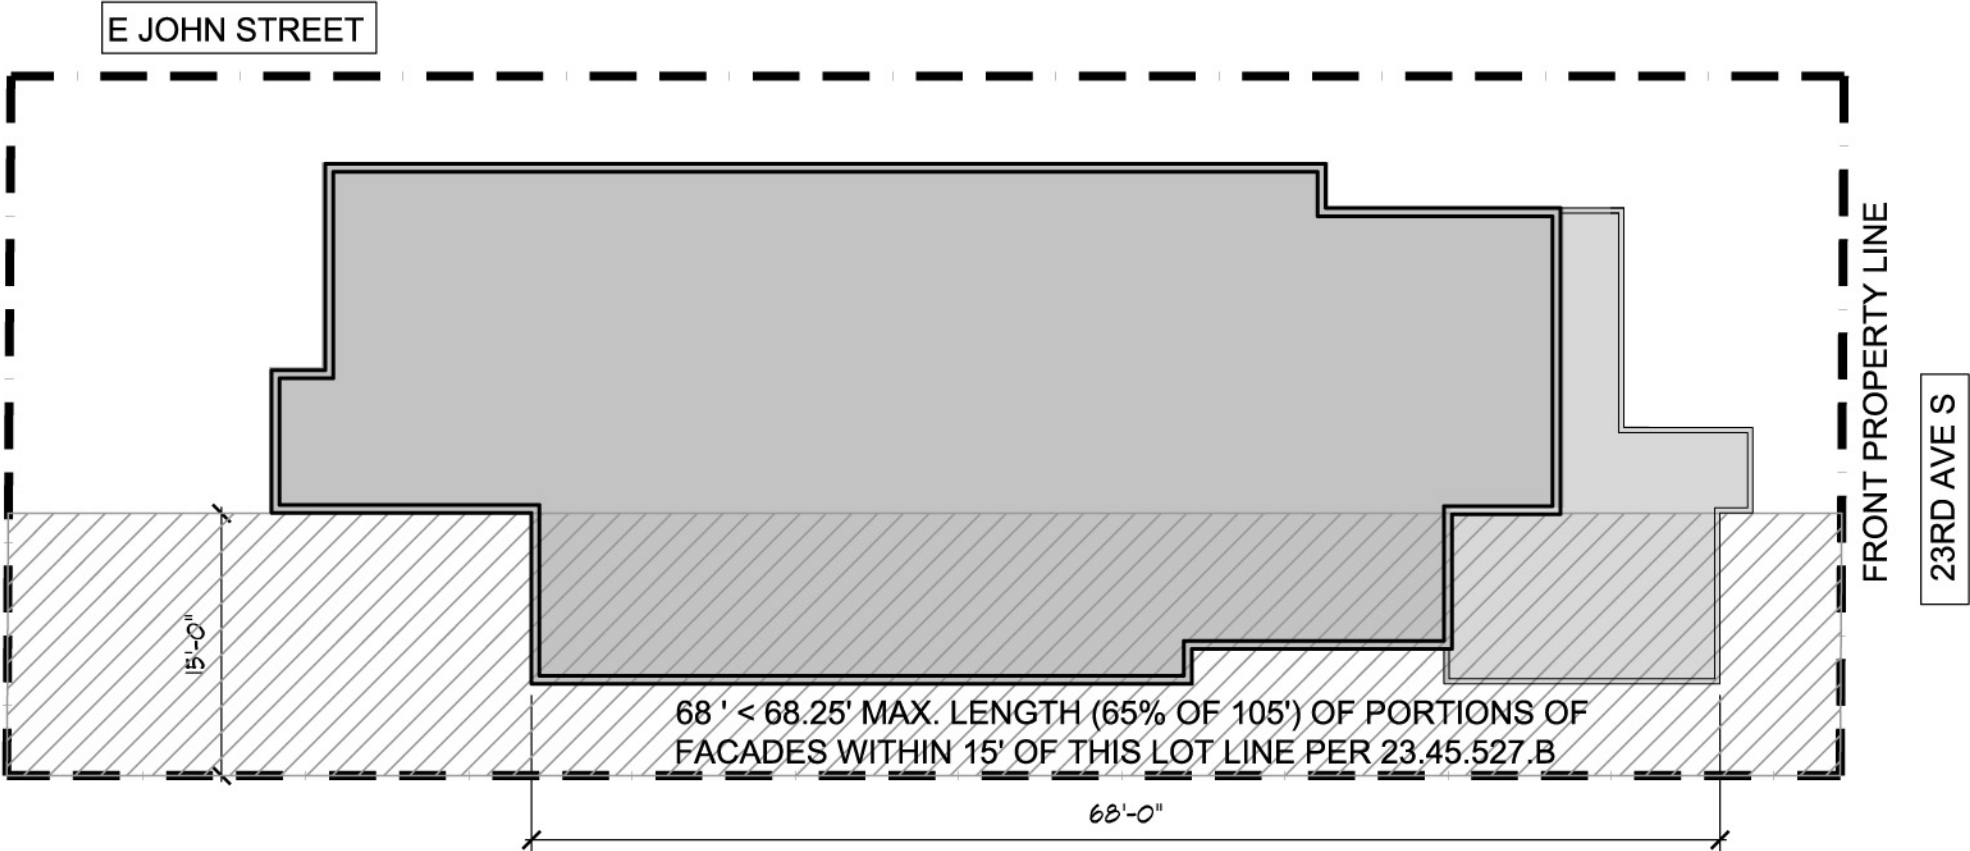 E JOHN STREET
FRONT PROPERTY LINE
23RD AVE S
15'-0"
68 ' < 68.25' MAX. LENGTH (65% OF 105') OF PORTIONS OF
FACADES WITHIN 15' OF THIS LOT LINE PER 23.45.527.B
68'-0"